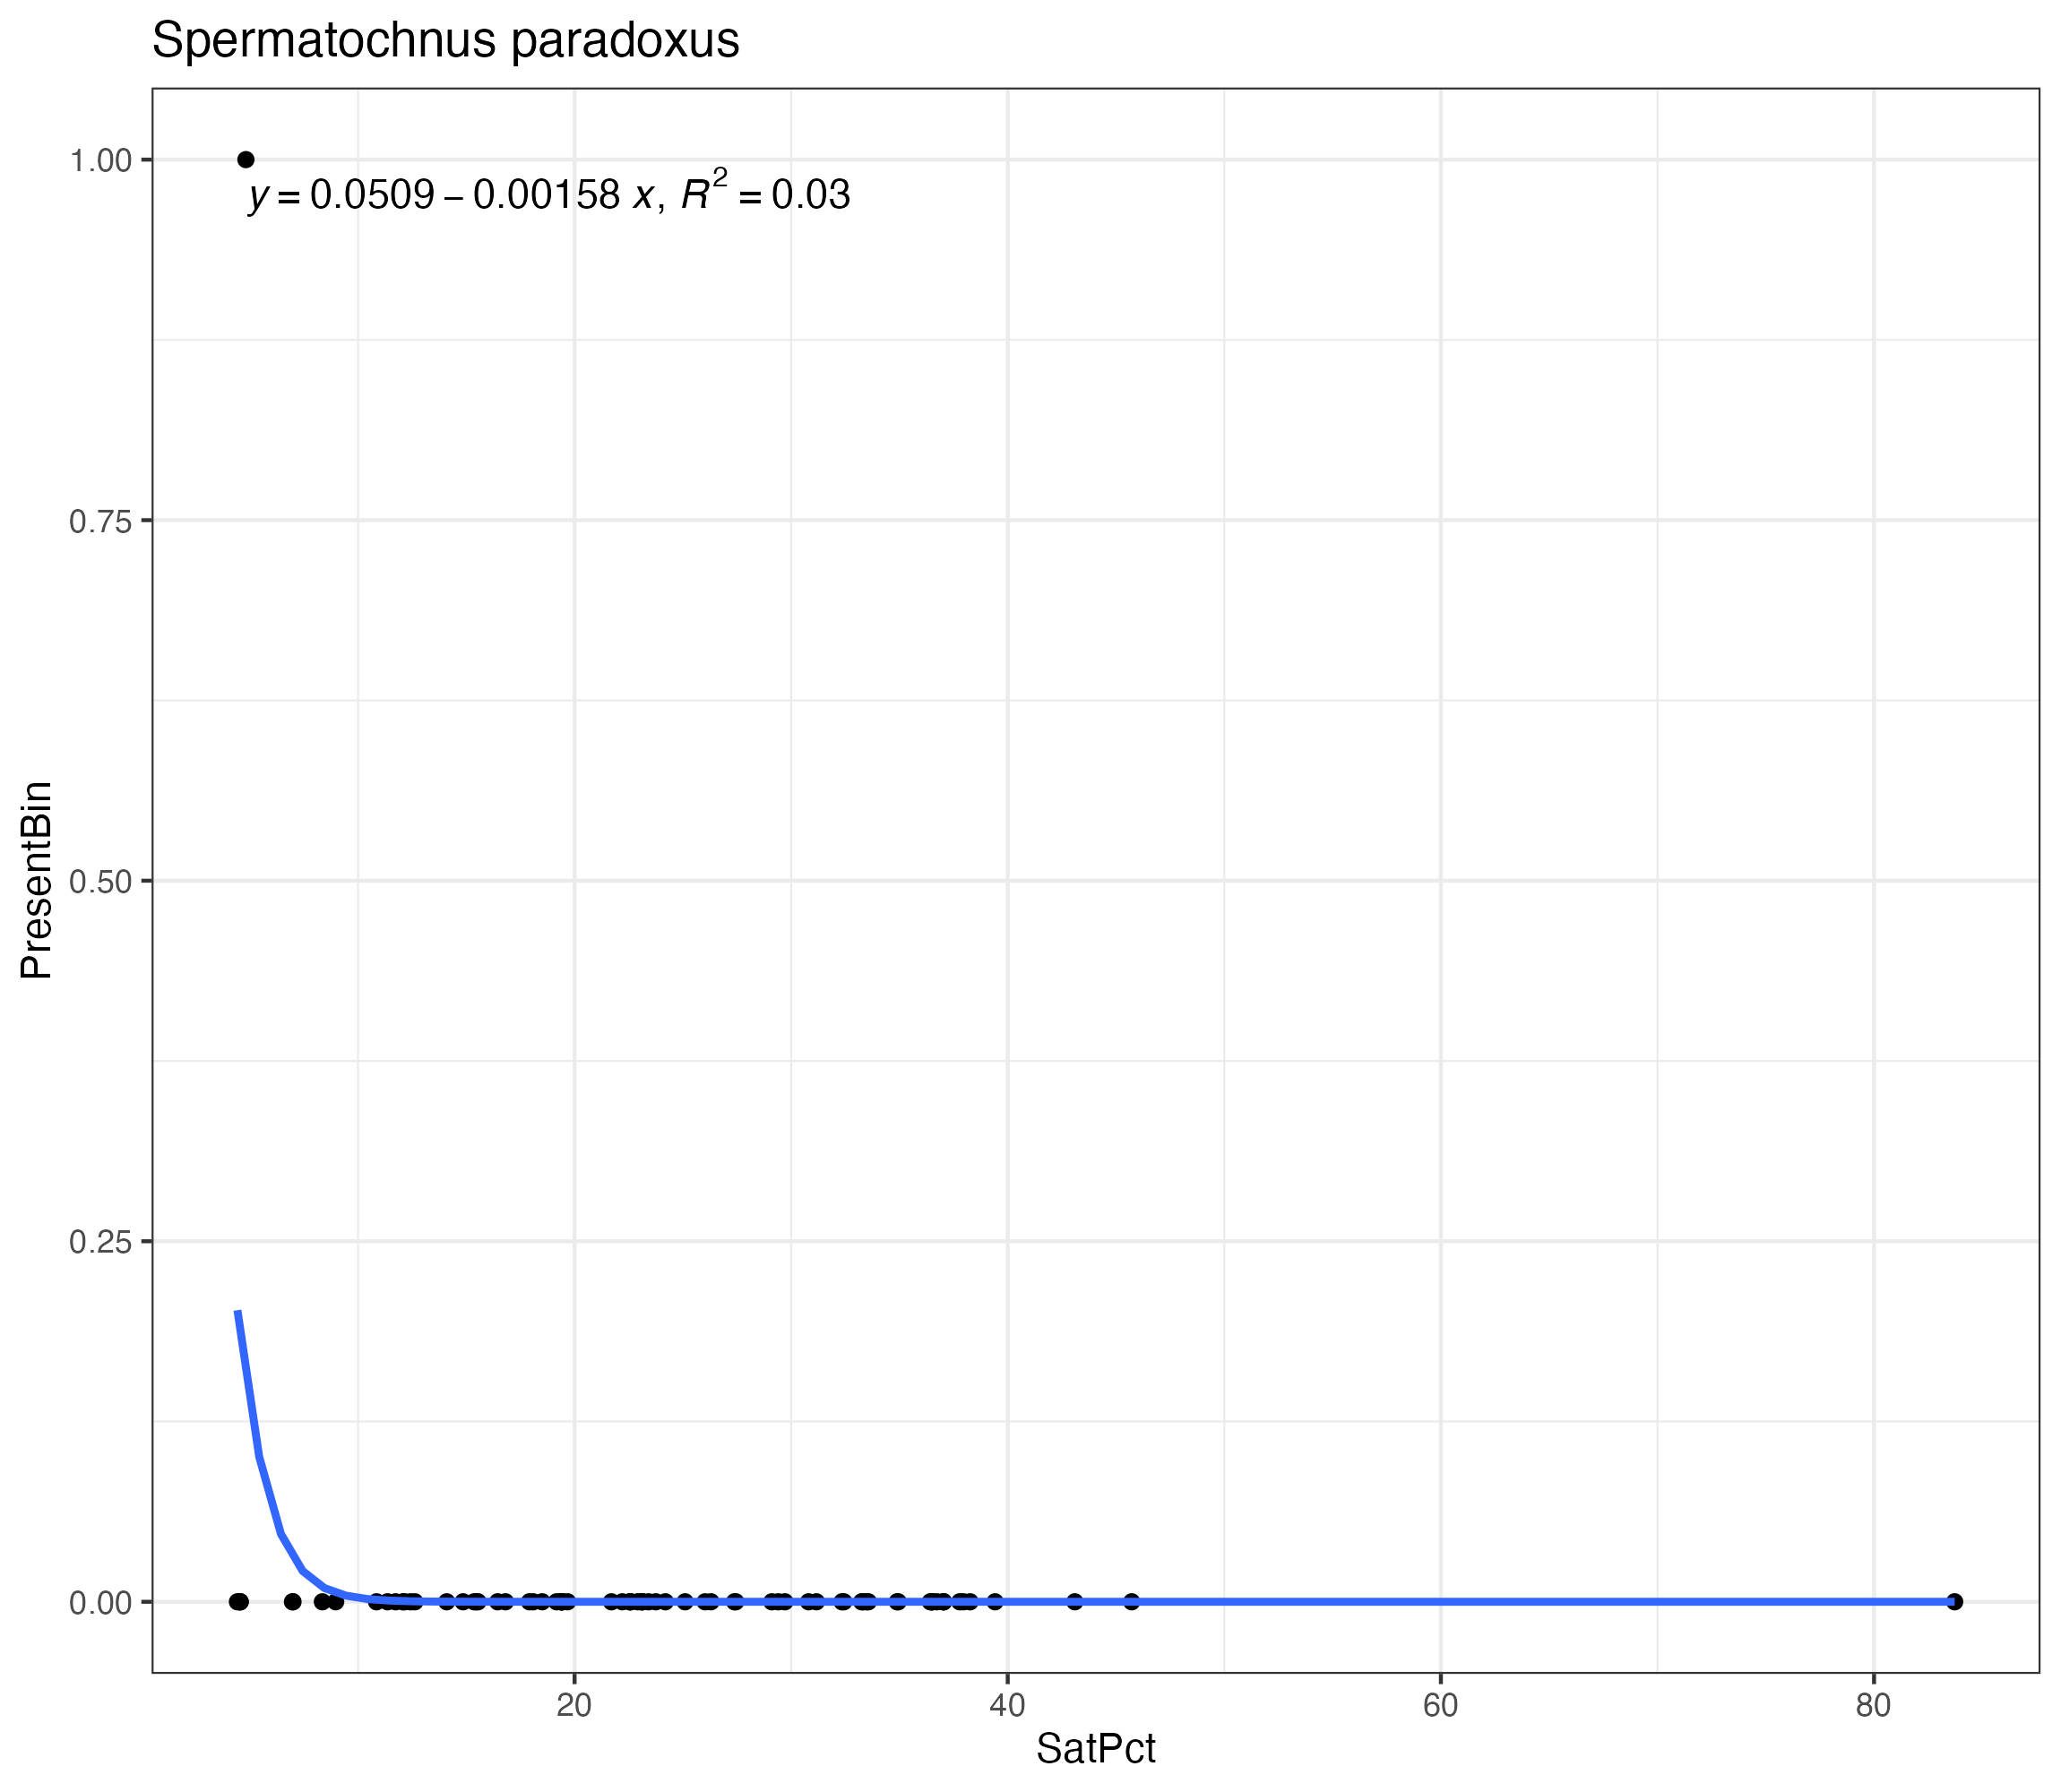 Spermatochnus paradoxus
1.00
y = 0.0509 − 0.00158 x, R² = 0.03
0.75
0.50
0.25
0.00
PresentBin
20 40 60 80
SatPct